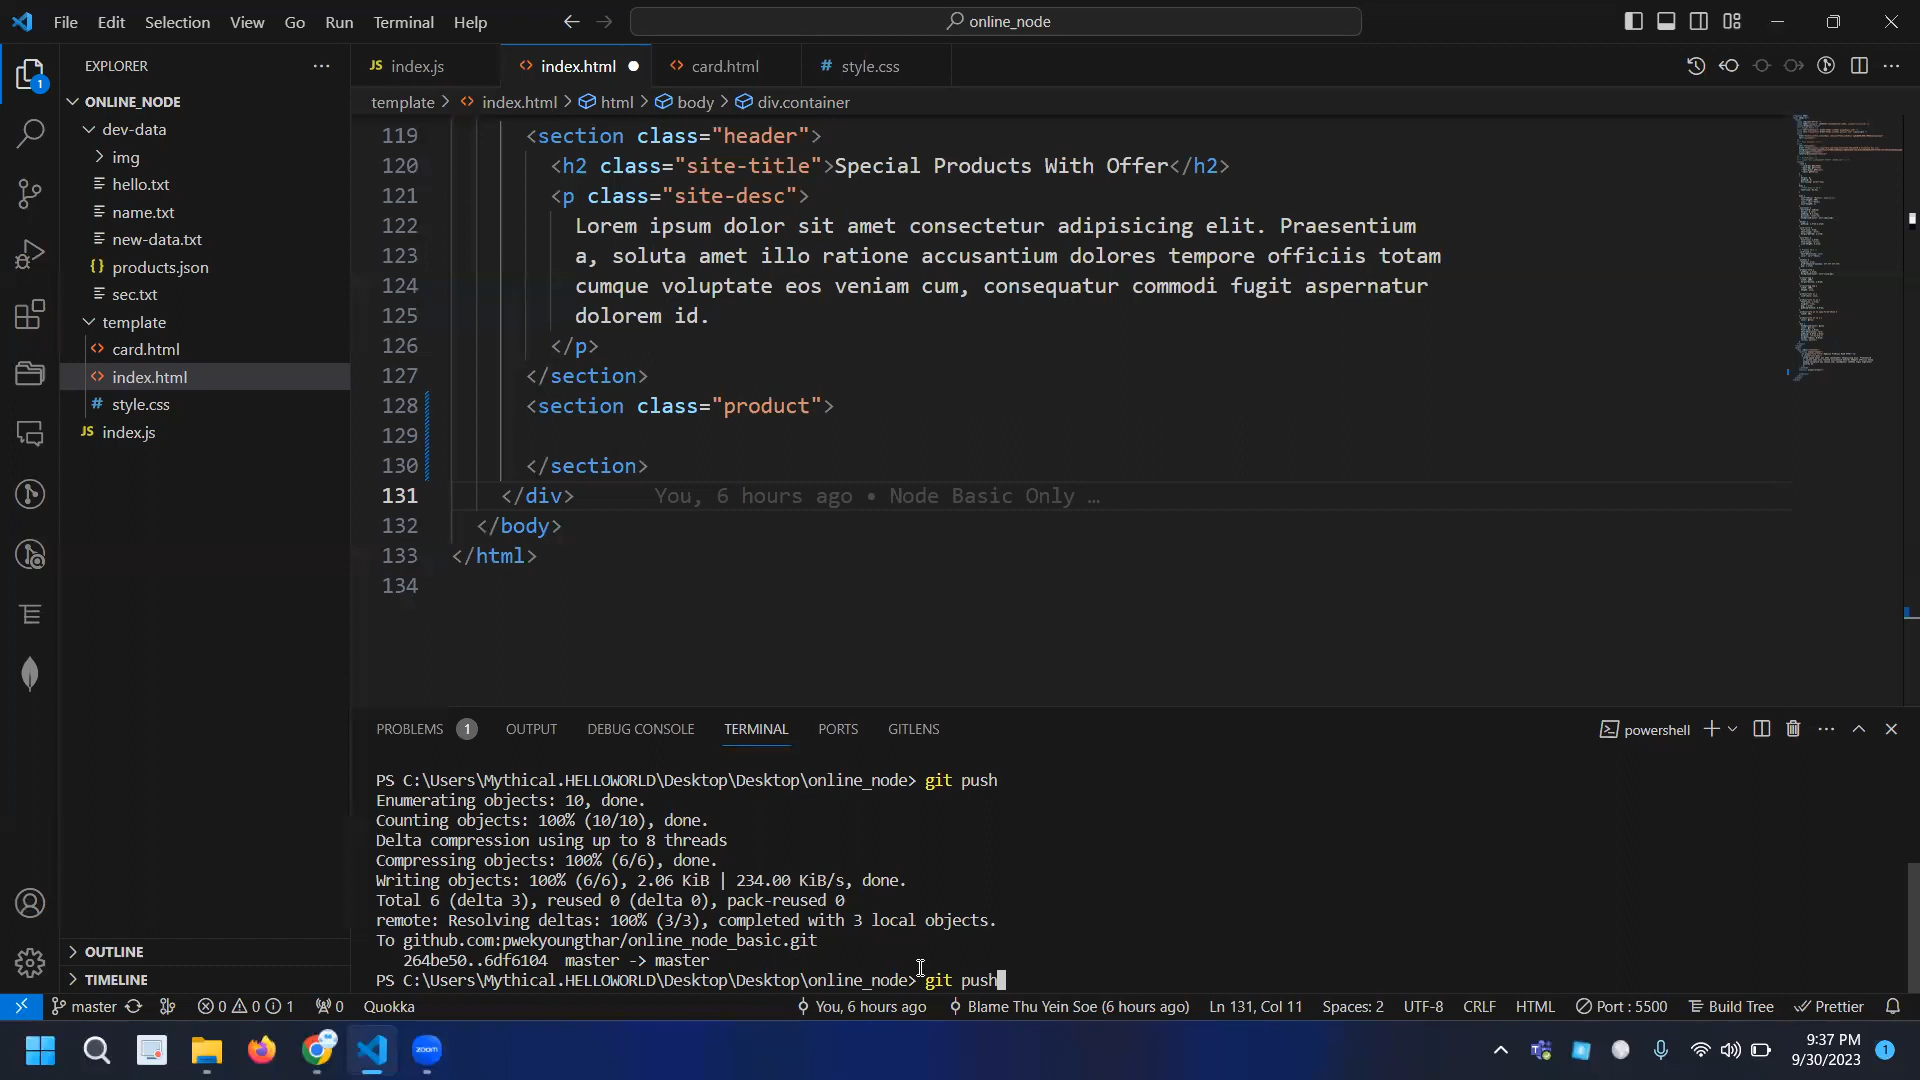 File Edit Selection View Go Run Terminal Help
online_node
EXPLORER
1
ONLINE_NODE
dev-data
img
hello.txt
name.txt
new-data.txt
products.json
sec.txt
template
card.html
index.html
style.css
JS index.js
OUTLINE
TIMELINE
JS index.js
index.html
card.html
# style.css
template > index.html > html > body > div.container
119 <section class="header">
120 <h2 class="site-title">Special Products With Offer</h2>
121 <p class="site-desc">
122 Lorem ipsum dolor sit amet consectetur adipisicing elit. Praesentium
123 a, soluta amet illo ratione accusantium dolores tempore officiis totam
124 cumque voluptate eos veniam cum, consequatur commodi fugit aspernatur
125 dolorem id.
126 </p>
127 </section>
128 <section class="product">
129
130 </section>
131 </div> You, 6 hours ago • Node Basic Only …
132 </body>
133 </html>
134
PROBLEMS 1 OUTPUT DEBUG CONSOLE TERMINAL PORTS GITLENS
powershell
PS C:\Users\Mythical.HELLOWORLD\Desktop\Desktop\online_node> git push
Enumerating objects: 10, done.
Counting objects: 100% (10/10), done.
Delta compression using up to 8 threads
Compressing objects: 100% (6/6), done.
Writing objects: 100% (6/6), 2.06 KiB | 234.00 KiB/s, done.
Total 6 (delta 3), reused 0 (delta 0), pack-reused 0
remote: Resolving deltas: 100% (3/3), completed with 3 local objects.
To github.com:pwekyoungthar/online_node_basic.git
264be50..6df6104 master -> master
PS C:\Users\Mythical.HELLOWORLD\Desktop\Desktop\online_node> git push
master 0 0 1 0 Quokka You, 6 hours ago Blame Thu Yein Soe (6 hours ago) Ln 131, Col 11 Spaces: 2 UTF-8 CRLF HTML Port : 5500 Build Tree Prettier
zoom
9:37 PM
9/30/2023
1